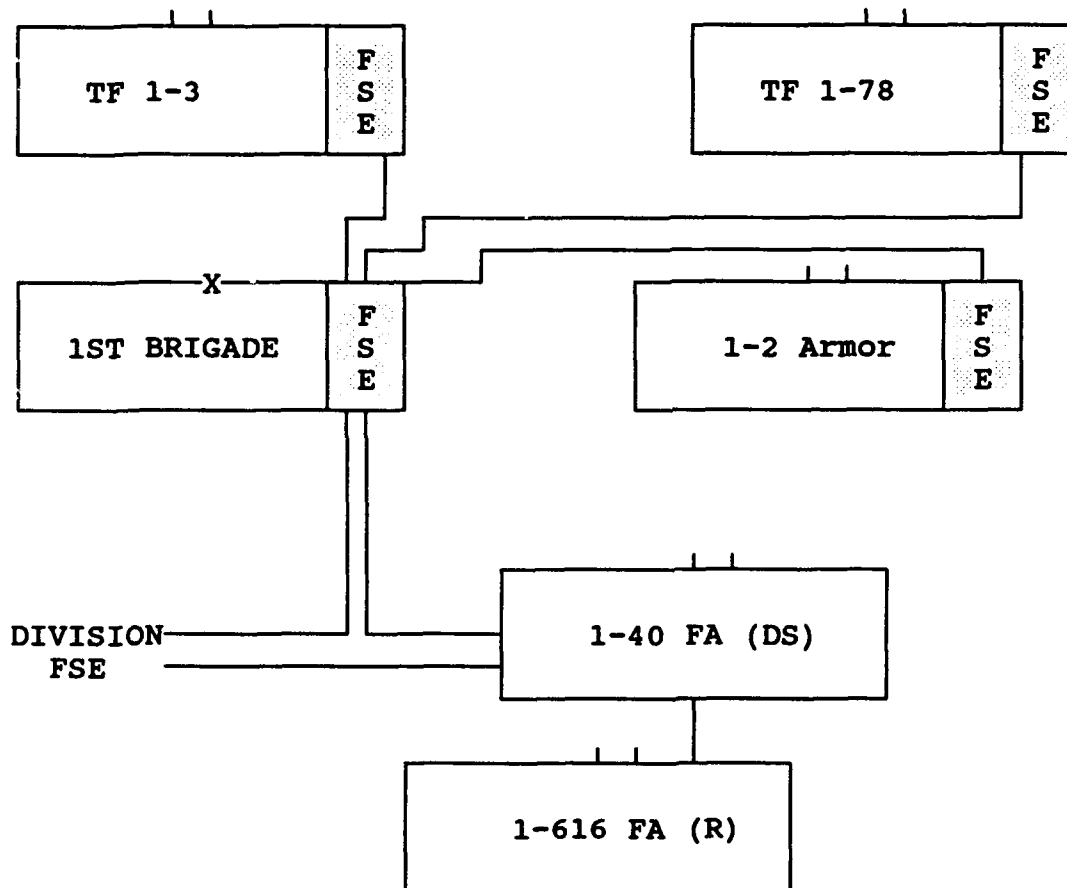 TF 1-3
F
S
E
TF 1-78
F
S
E
X
1ST BRIGADE
F
S
E
1-2 Armor
F
S
E
DIVISION
FSE
1-40 FA (DS)
1-616 FA (R)